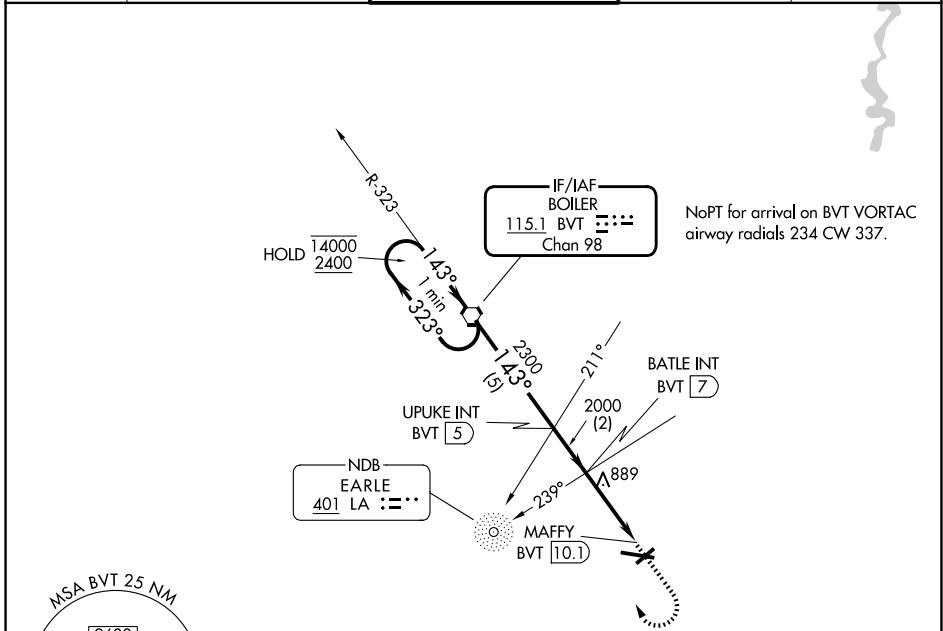 R-323
IF/IAF
BOILER
115.1 BVT
Chan 98
NoPT for arrival on BVT VORTAC
airway radials 234 CW 337.
HOLD 14000
2400
143°
1 min
323°
2300
143°
(5)
211°
BATLE INT
BVT 7
UPUKE INT
BVT 5
2000
(2)
NDB
EARLE
401 LA
889
239°
MAFFY
BVT 10.1
MSA BVT 25 NM